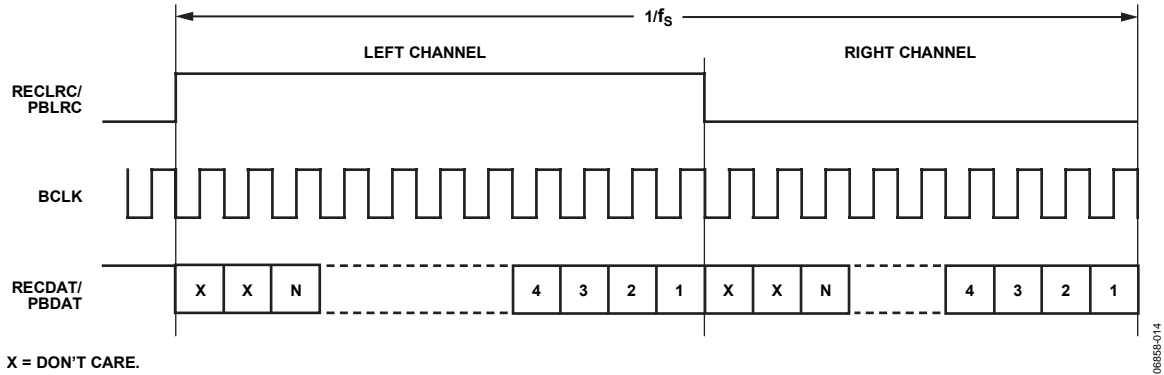 1/fS
LEFT CHANNEL
RIGHT CHANNEL
RECLRC/
PBLRC
BCLK
RECDAT/
PBDAT
X X N 4 3 2 1 X X N 4 3 2 1
X = DON'T CARE.
06858-014